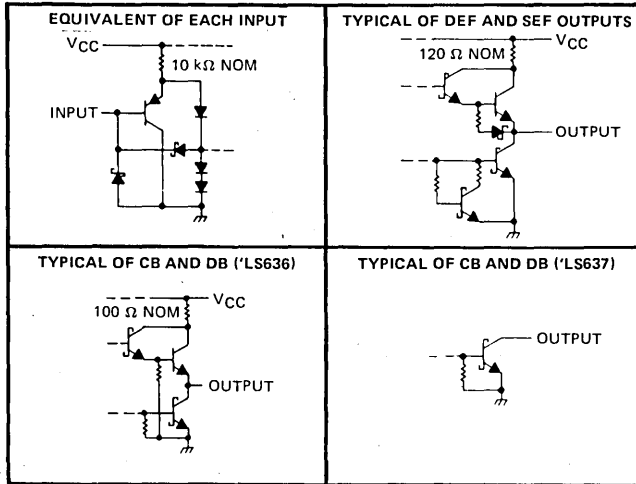 EQUIVALENT OF EACH INPUT
VCC
10 kΩ NOM
INPUT
TYPICAL OF DEF AND SEF OUTPUTS
VCC
120 Ω NOM
OUTPUT
TYPICAL OF CB AND DB ('LS636)
VCC
100 Ω NOM
OUTPUT
TYPICAL OF CB AND DB ('LS637)
OUTPUT